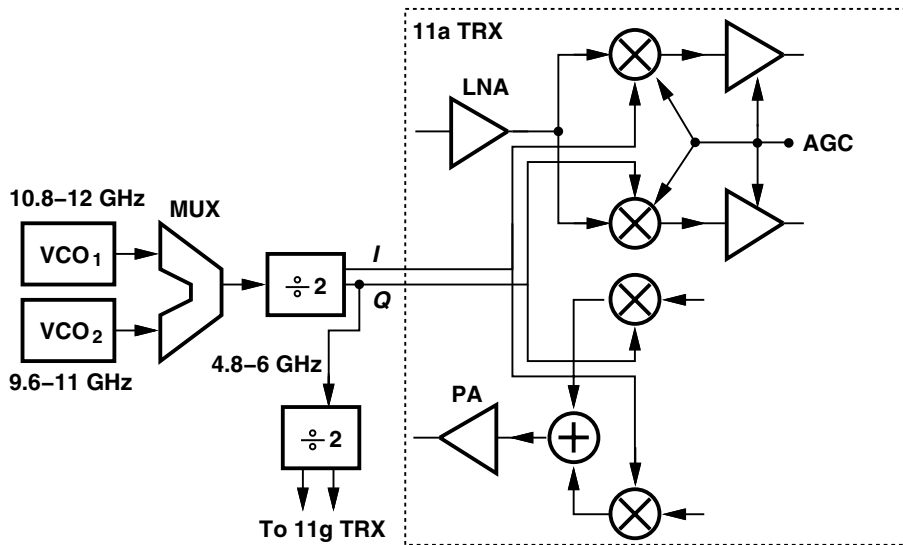 11a TRX
LNA
AGC
10.8–12 GHz
MUX
VCO1
I
÷ 2
Q
VCO2
9.6–11 GHz
4.8–6 GHz
PA
÷ 2
To 11g TRX